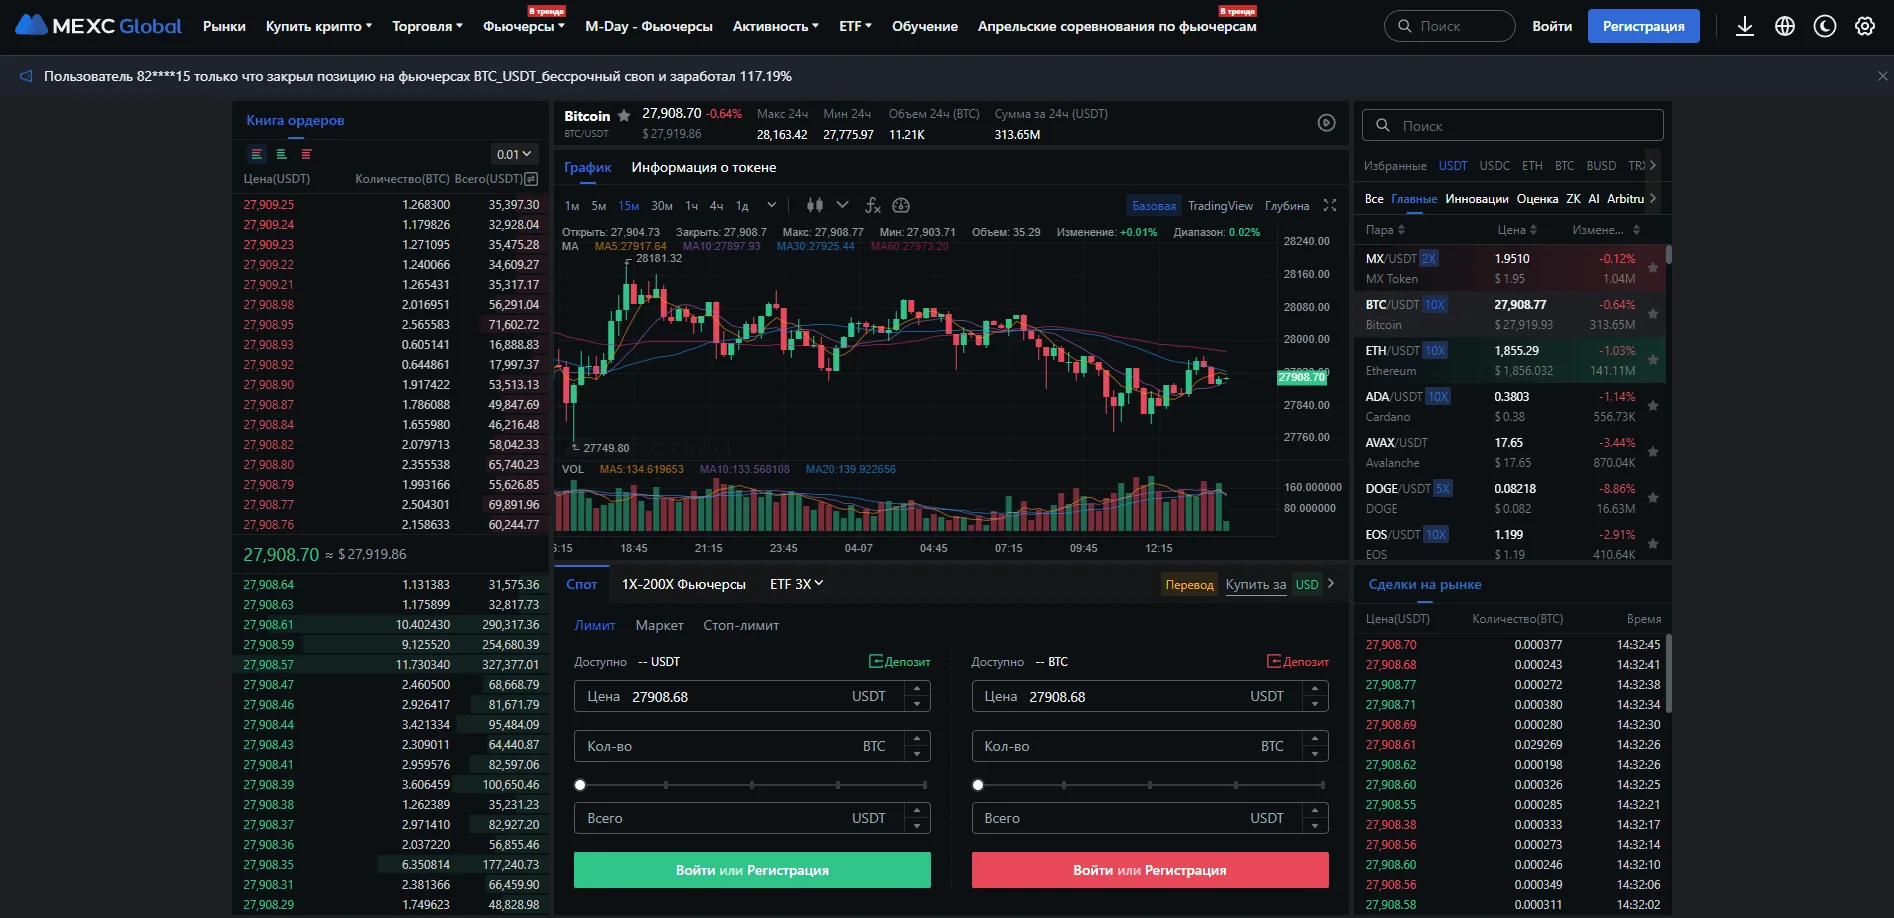 MEXC Global Рынки Купить крипто Торговля Фьючерсы В тренде M-Day - Фьючерсы Активность ETF Обучение Апрельские соревнования по фьючерсам В тренде Поиск Войти Регистрация
Пользователь 82****15 только что закрыл позицию на фьючерсах BTC_USDT_бессрочный своп и заработал 117.19%
Книга ордеров
0.01
Цена(USDT) Количество(BTC) Всего(USDT)
27,909.25 1.268300 35,397.30
27,909.24 1.179826 32,928.04
27,909.23 1.271095 35,475.28
27,909.22 1.240066 34,609.27
27,909.21 1.265431 35,317.17
27,908.98 2.016951 56,291.04
27,908.95 2.565583 71,602.72
27,908.93 0.605141 16,888.83
27,908.92 0.644861 17,997.37
27,908.90 1.917422 53,513.13
27,908.87 1.786088 49,847.69
27,908.84 1.655980 46,216.48
27,908.82 2.079713 58,042.33
27,908.80 2.355538 65,740.23
27,908.79 1.993166 55,626.85
27,908.77 2.504301 69,891.96
27,908.76 2.158633 60,244.77
27,908.70 ≈ $ 27,919.86
27,908.64 1.131383 31,575.36
27,908.63 1.175899 32,817.73
27,908.61 10.402430 290,317.36
27,908.59 9.125520 254,680.39
27,908.57 11.730340 327,377.01
27,908.47 2.460500 68,668.79
27,908.46 2.926417 81,671.79
27,908.44 3.421334 95,484.09
27,908.43 2.309011 64,440.87
27,908.41 2.959576 82,597.06
27,908.39 3.606459 100,650.46
27,908.38 1.262389 35,231.23
27,908.37 2.971410 82,927.20
27,908.36 2.037220 56,855.46
27,908.35 6.350814 177,240.73
27,908.31 2.381366 66,459.90
27,908.29 1.749623 48,828.98
Bitcoin 27,908.70 -0.64% Макс 24ч Мин 24ч Объем 24ч (BTC) Сумма за 24ч (USDT)
BTC/USDT $ 27,919.86 28,163.42 27,775.97 11.21K 313.65M
График Информация о токене
1м 5м 15м 30м 1ч 4ч 1д Базовая TradingView Глубина
Открыть: 27,904.73 Закрыть: 27,908.7 Макс: 27,908.77 Мин: 27,903.71 Объем: 35.29 Изменение: +0.01% Диапазон: 0.02%
MA MA5:27917.64 MA10:27897.93 MA30:27925.44 MA60:27973.20
28181.32
27749.80
MEXC Global
28240.00
28160.00
28080.00
28000.00
27908.70
27840.00
27760.00
VOL MA5:134.619653 MA10:133.568108 MA20:139.922656
160.000000
80.000000
6:15 18:45 21:15 23:45 04-07 04:45 07:15 09:45 12:15
Спот 1X-200X Фьючерсы ETF 3X Перевод Купить за USD
Лимит Маркет Стоп-лимит
Доступно -- USDT Депозит
Цена 27908.68 USDT
Кол-во BTC
Всего USDT
Войти или Регистрация
Доступно -- BTC Депозит
Цена 27908.68 USDT
Кол-во BTC
Всего USDT
Войти или Регистрация
Поиск
Избранные USDT USDC ETH BTC BUSD TRX
Все Главные Инновации Оценка ZK AI Arbitru
Пара Цена Измене...
MX/USDT 2X 1.9510 -0.12%
MX Token $ 1.95 1.04M
BTC/USDT 10X 27,908.77 -0.64%
Bitcoin $ 27,919.93 313.65M
ETH/USDT 10X 1,855.29 -1.03%
Ethereum $ 1,856.032 141.11M
ADA/USDT 10X 0.3803 -1.14%
Cardano $ 0.38 556.73K
AVAX/USDT 17.65 -3.44%
Avalanche $ 17.65 870.04K
DOGE/USDT 5X 0.08218 -8.86%
DOGE $ 0.082 16.63M
EOS/USDT 10X 1.199 -2.91%
EOS $ 1.19 410.64K
Сделки на рынке
Цена(USDT) Количество(BTC) Время
27,908.70 0.000377 14:32:45
27,908.68 0.000243 14:32:41
27,908.77 0.000272 14:32:38
27,908.71 0.000380 14:32:34
27,908.69 0.000280 14:32:30
27,908.61 0.029269 14:32:26
27,908.62 0.000198 14:32:26
27,908.60 0.000326 14:32:25
27,908.55 0.000285 14:32:21
27,908.38 0.000333 14:32:17
27,908.56 0.000273 14:32:14
27,908.60 0.000246 14:32:10
27,908.56 0.000349 14:32:06
27,908.58 0.000311 14:32:02